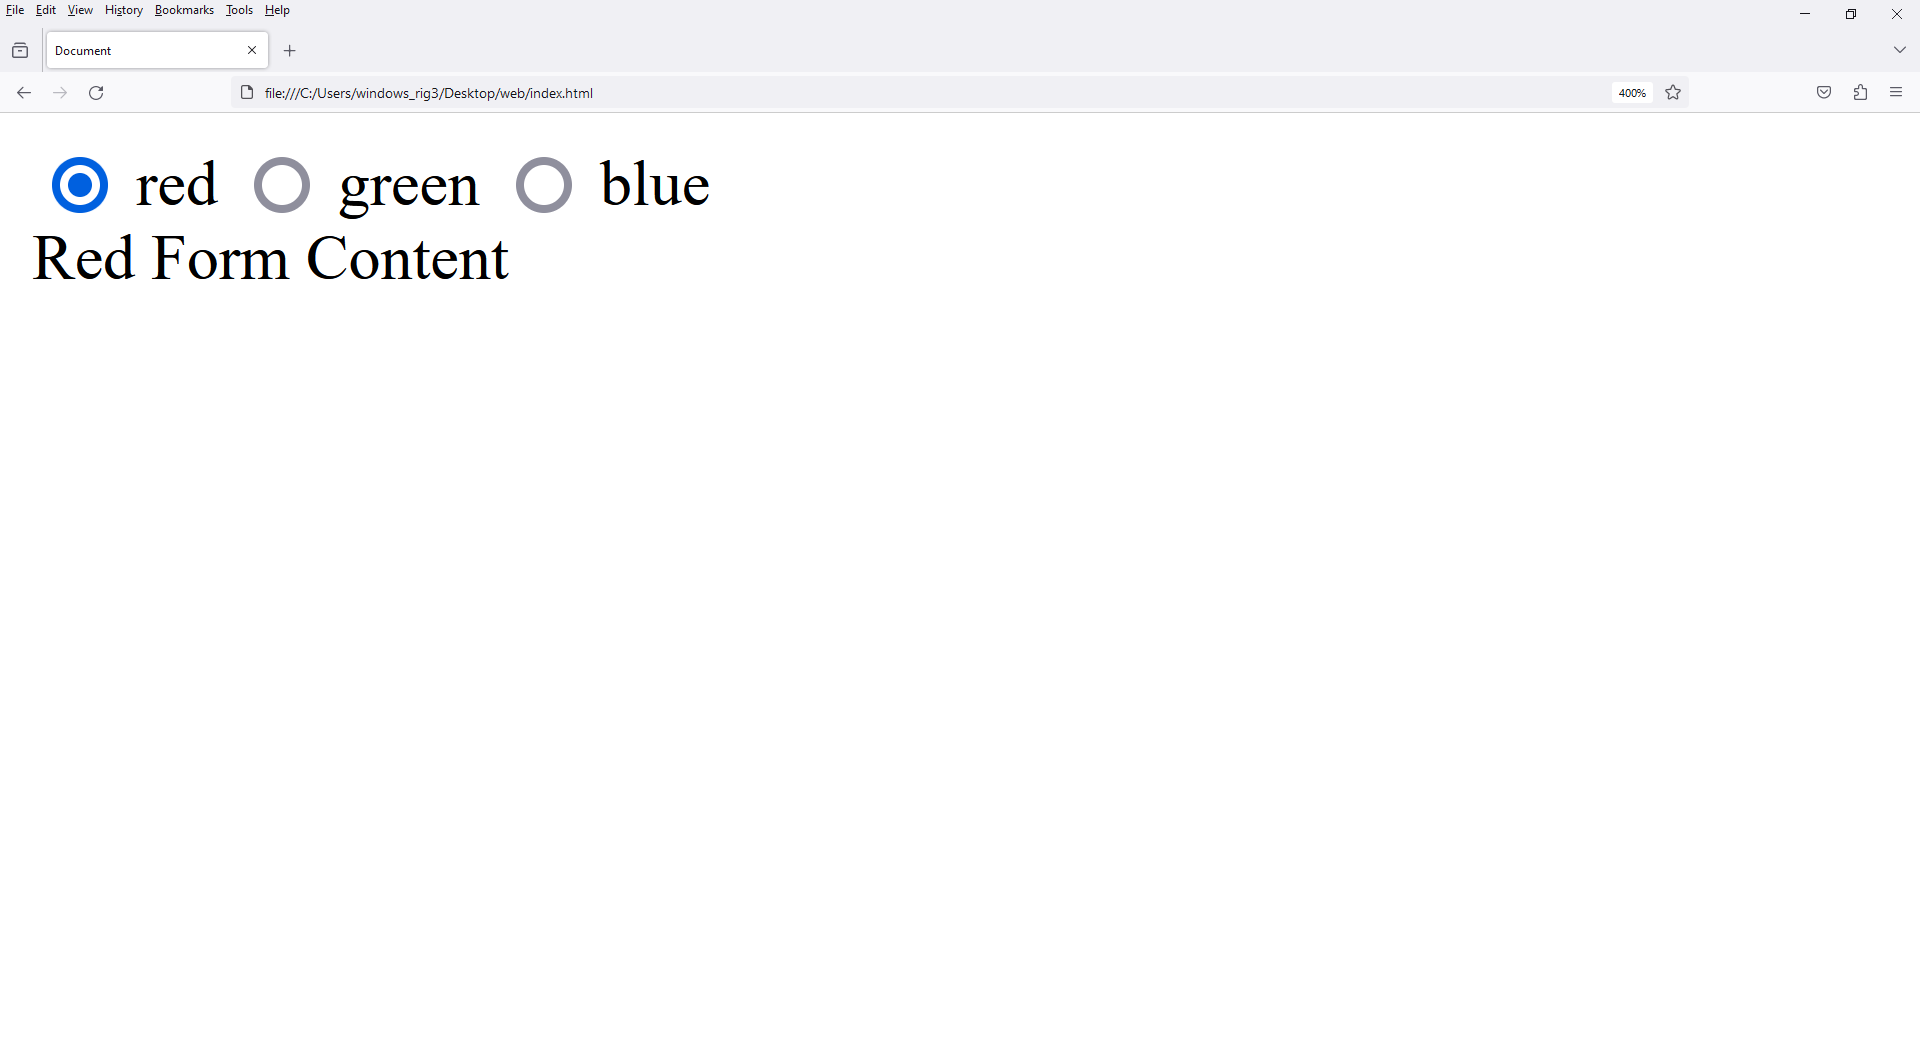 File Edit View History Bookmarks Tools Help
Document
file:///C:/Users/windows_rig3/Desktop/web/index.html 400%
red green blue
Red Form Content